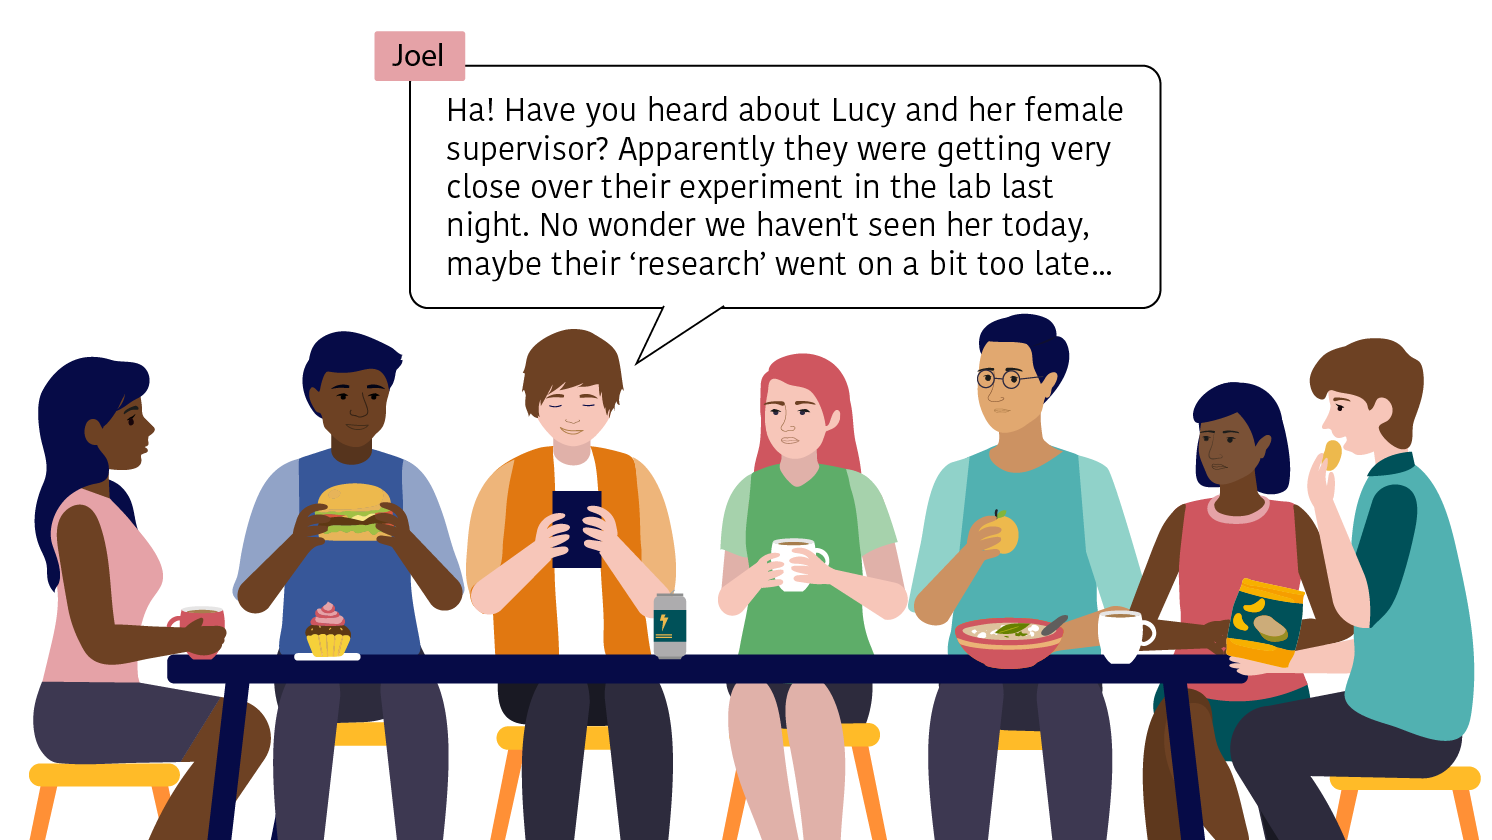 Joel
Ha! Have you heard about Lucy and her female
supervisor? Apparently they were getting very
close over their experiment in the lab last
night. No wonder we haven't seen her today,
maybe their ‘research’ went on a bit too late...